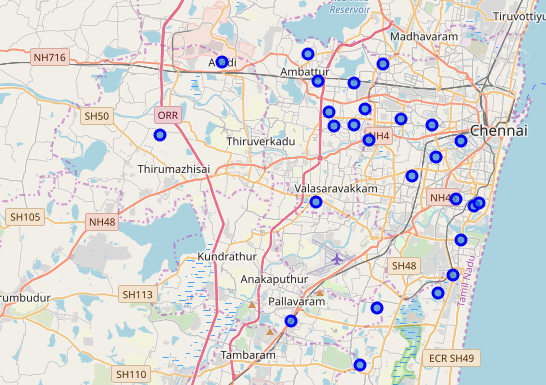 Reservoir
Tiruvottiyu
Madhavaram
NH716
Ambattur
SH50
ORR
Chennai
NH4
Thiruverkadu
Thirumazhisai
Valasaravakkam
NH4
SH105
NH48
Kundrathur
SH48
Anakaputhur
Tamil Nadu
SH113
rumbudur
Pallavaram
Tambaram
ECR SH49
SH110